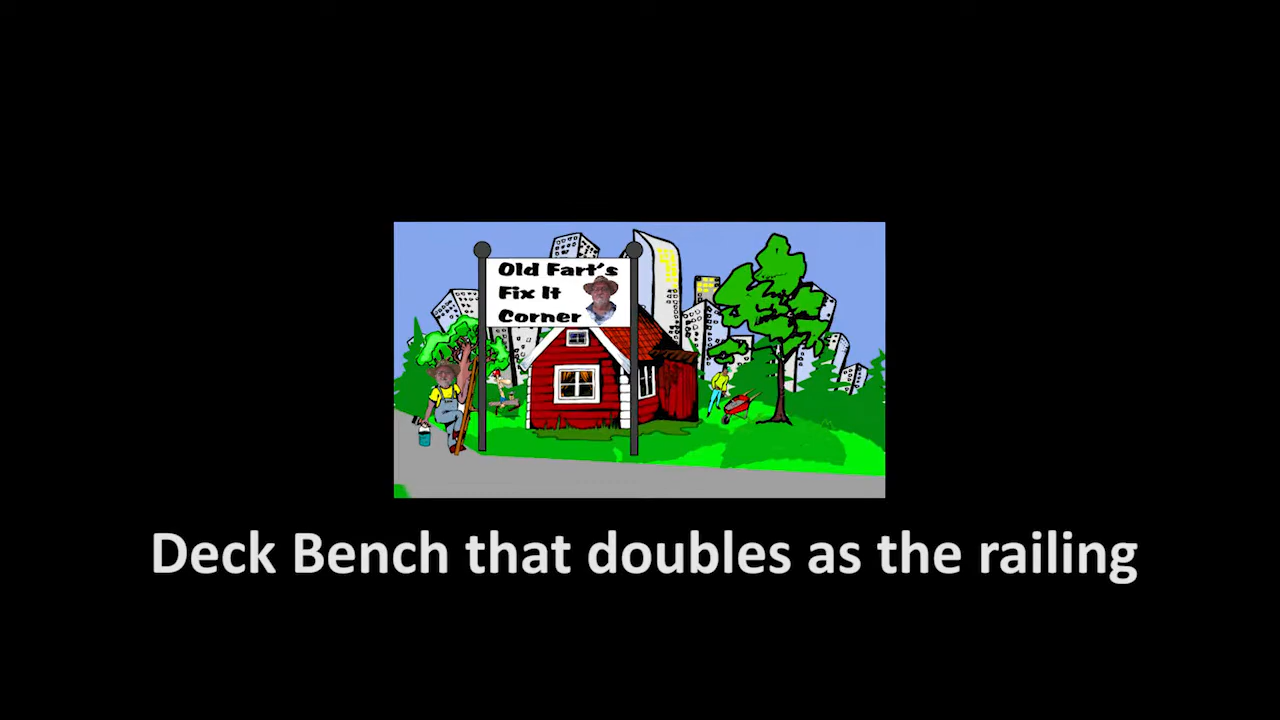 Old Fart's
Fix It
Corner
Deck Bench that doubles as the railing